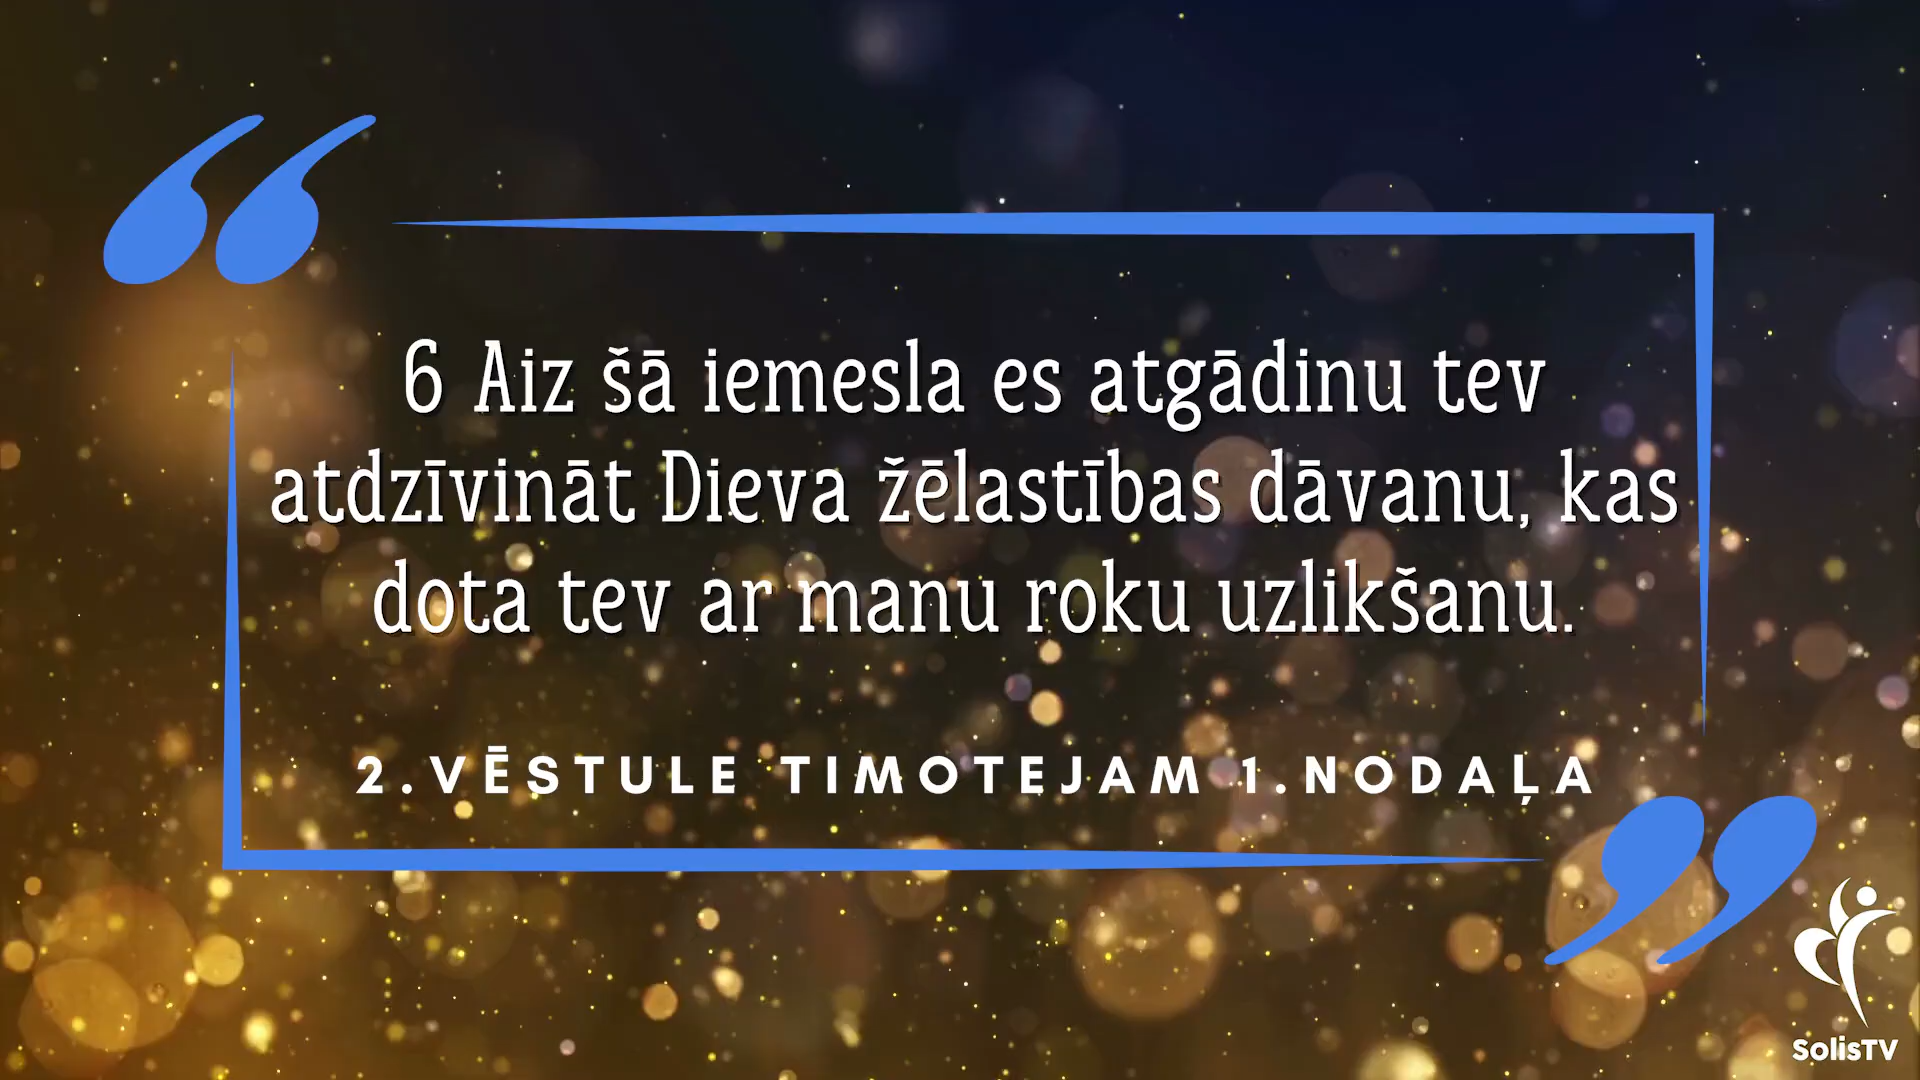 6 Aiz šā iemesla es atgādinu tev
atdzīvināt Dieva žēlastības dāvanu, kas
dota tev ar manu roku uzlikšanu.
2.VĒSTULE TIMOTEJAM 1.NODAĻA
SolisTV